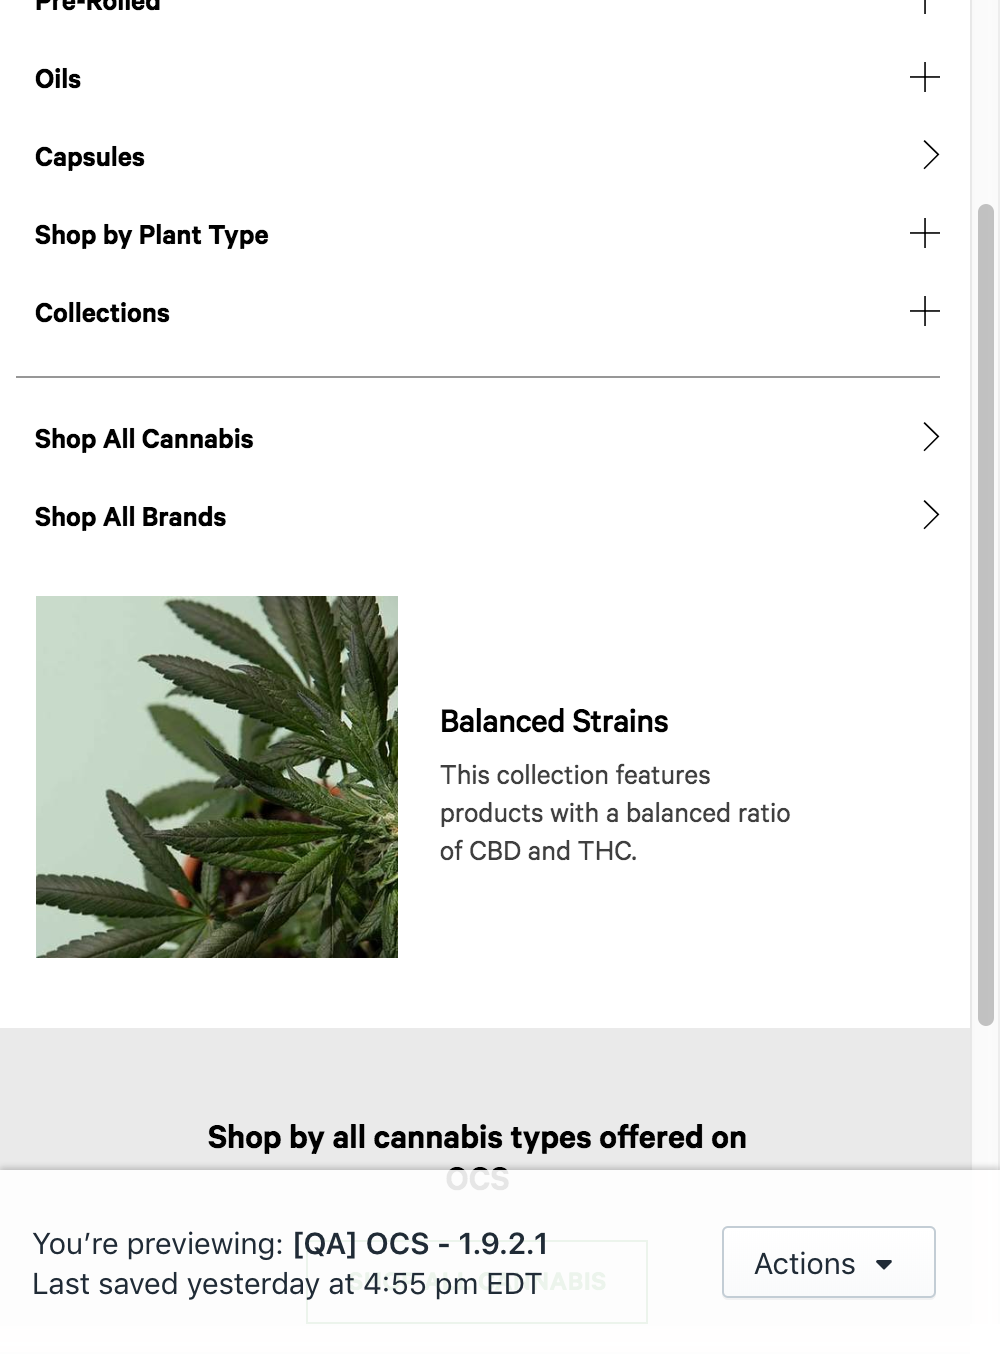 Pre-Rolled
Oils
Capsules
Shop by Plant Type
Collections
Shop All Cannabis
Shop All Brands
Balanced Strains
This collection features
products with a balanced ratio
of CBD and THC.
Shop by all cannabis types offered on
OCS
You’re previewing: [QA] OCS - 1.9.2.1
Last saved yesterday at 4:55 pm EDT
Actions